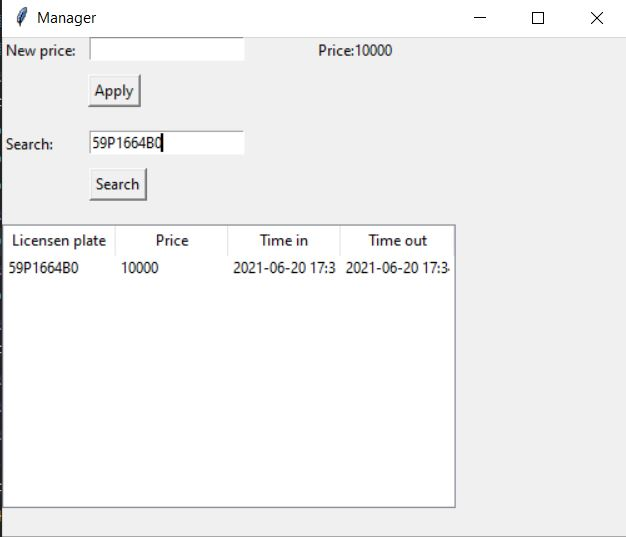 Manager
New price: Price:10000
Apply
Search: 59P1664B0
Search
Licensen plate Price Time in Time out
59P1664B0 10000 2021-06-20 17:3 2021-06-20 17:3